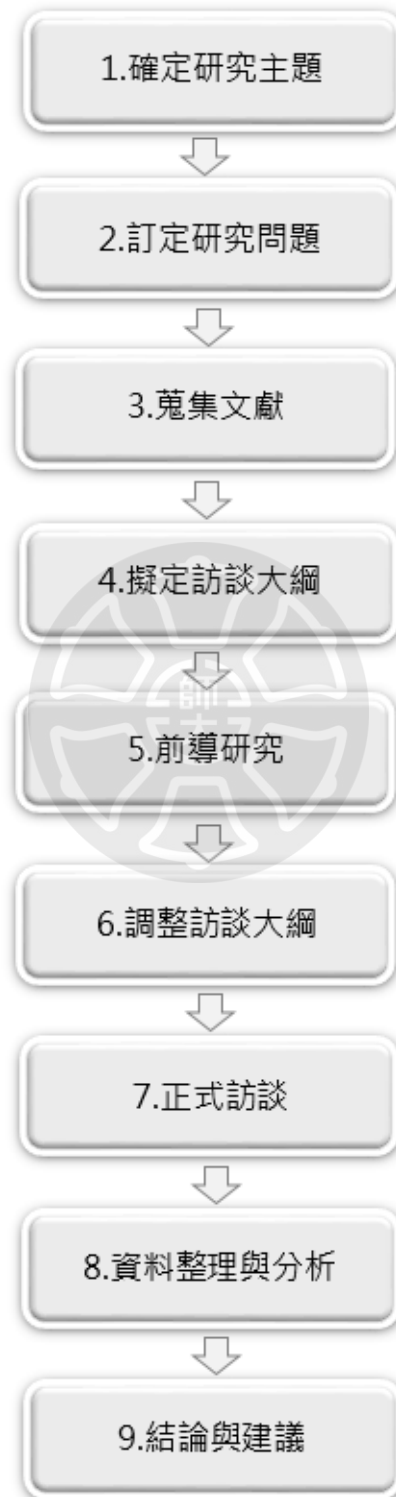 1.確定研究主題
2.訂定研究問題
3.蒐集文獻
4.擬定訪談大綱
5.前導研究
6.調整訪談大綱
7.正式訪談
8.資料整理與分析
9.結論與建議